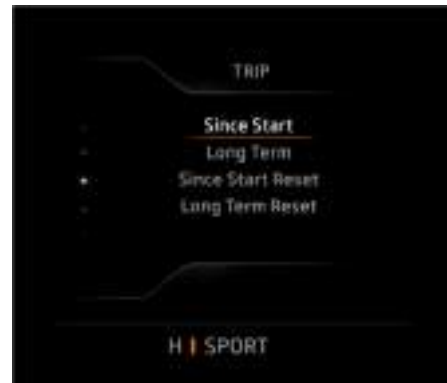 TRIP
Since Start
Long Term
Since Start Reset
Long Term Reset
H SPORT